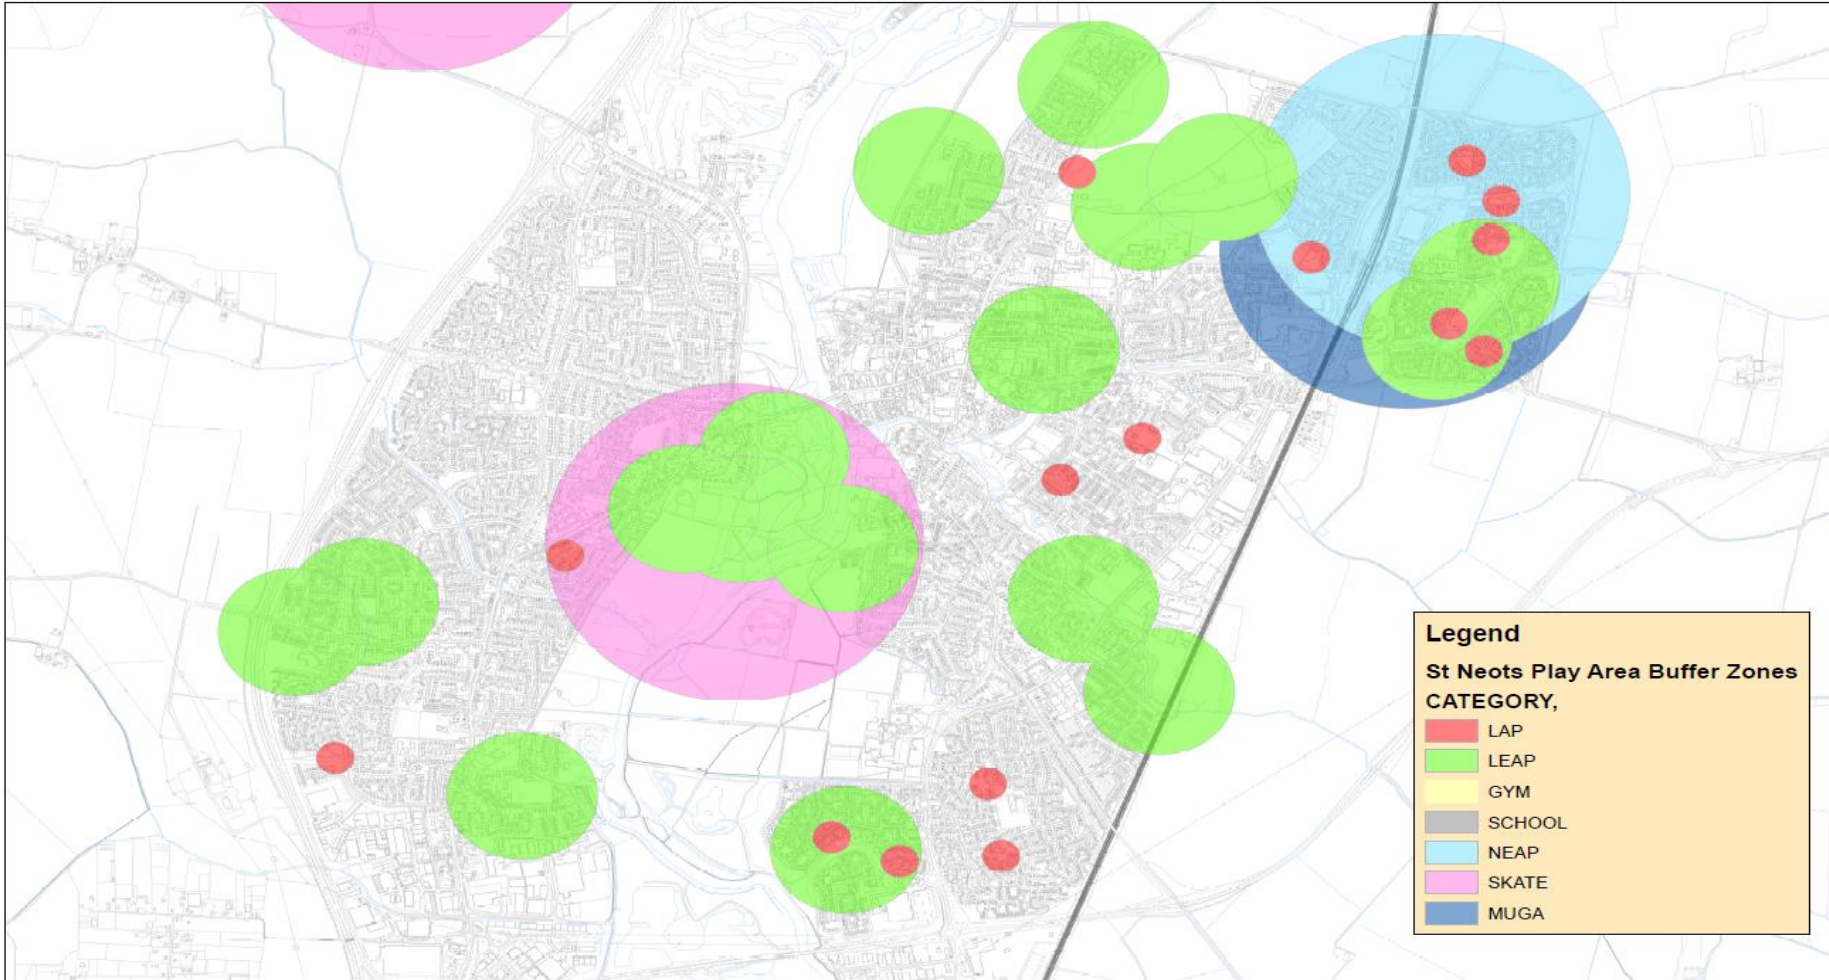 Legend
St Neots Play Area Buffer Zones
CATEGORY,
LAP
LEAP
GYM
SCHOOL
NEAP
SKATE
MUGA